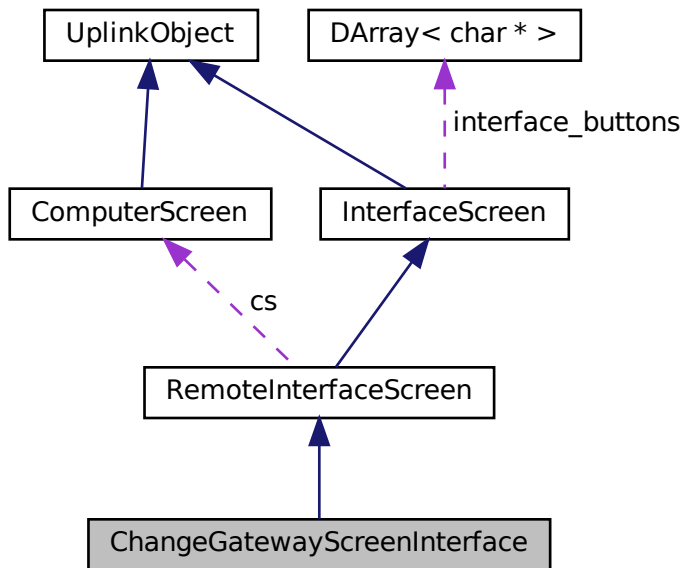 UplinkObject
DArray< char * >
interface_buttons
ComputerScreen
InterfaceScreen
cs
RemoteInterfaceScreen
ChangeGatewayScreenInterface